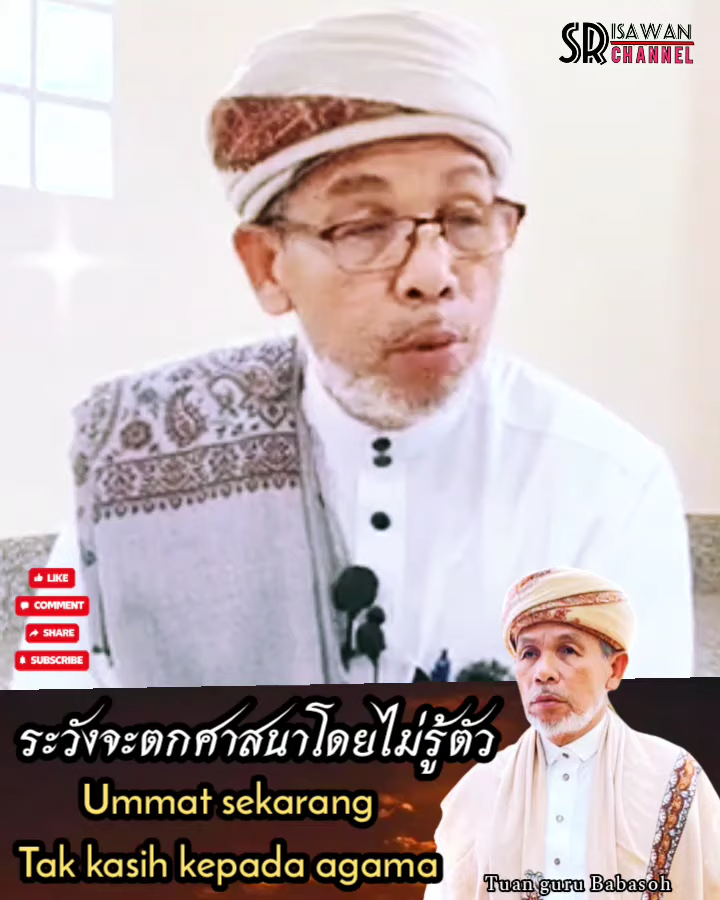 SR ISAWAN
CHANNEL
LIKE
COMMENT
SHARE
SUBSCRIBE
ระวังจะตกศาสนาโดยไม่รู้ตัว
Ummat sekarang
Tak kasih kepada agama
Tuan guru Babasoh